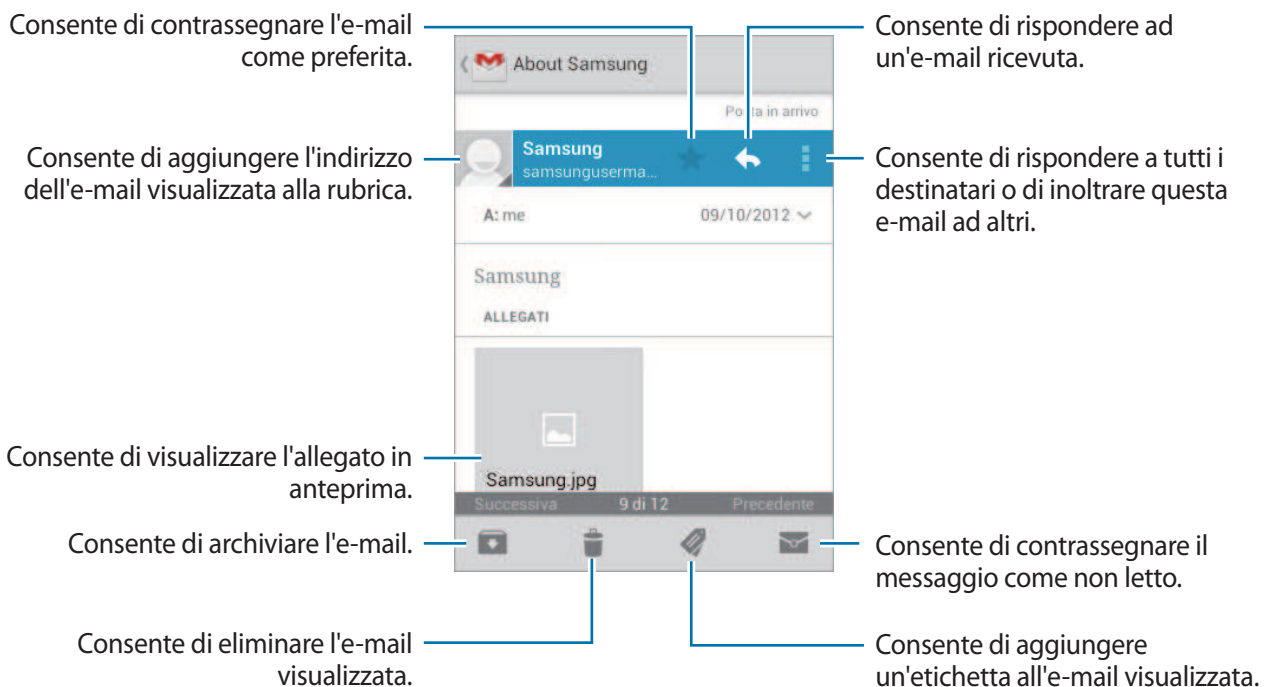 Consente di contrassegnare l'e-mail
come preferita.
Consente di rispondere ad
un'e-mail ricevuta.
About Samsung
Posta in arrivo
Consente di aggiungere l'indirizzo
dell'e-mail visualizzata alla rubrica.
Samsung
samsunguserma...
Consente di rispondere a tutti i
destinatari o di inoltrare questa
e-mail ad altri.
A: me 09/10/2012
Samsung
ALLEGATI
Consente di visualizzare l'allegato in
anteprima.
Samsung.jpg
Successiva 9 di 12 Precedente
Consente di archiviare l'e-mail.
Consente di contrassegnare il
messaggio come non letto.
Consente di eliminare l'e-mail
visualizzata.
Consente di aggiungere
un'etichetta all'e-mail visualizzata.